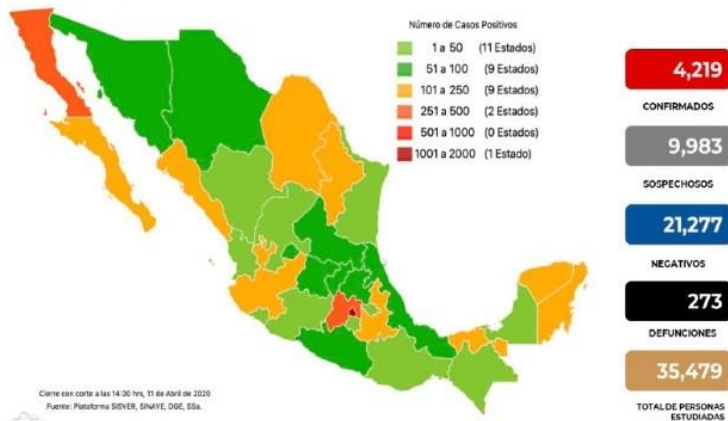 Número de Casos Positivos
1 a 50 (11 Estados)
51 a 100 (9 Estados)
101 a 250 (9 Estados)
251 a 500 (2 Estados)
501 a 1000 (0 Estados)
1001 a 2000 (1 Estado)
4,219
CONFIRMADOS
9,983
SOSPECHOSOS
21,277
NEGATIVOS
273
DEFUNCIONES
35,479
TOTAL DE PERSONAS
ESTUDIADAS
Cierre con corte a las 14:30 hrs, 11 de Abril de 2020
Fuente: Plataforma SISVER, SINAVE, DGE, SSa.